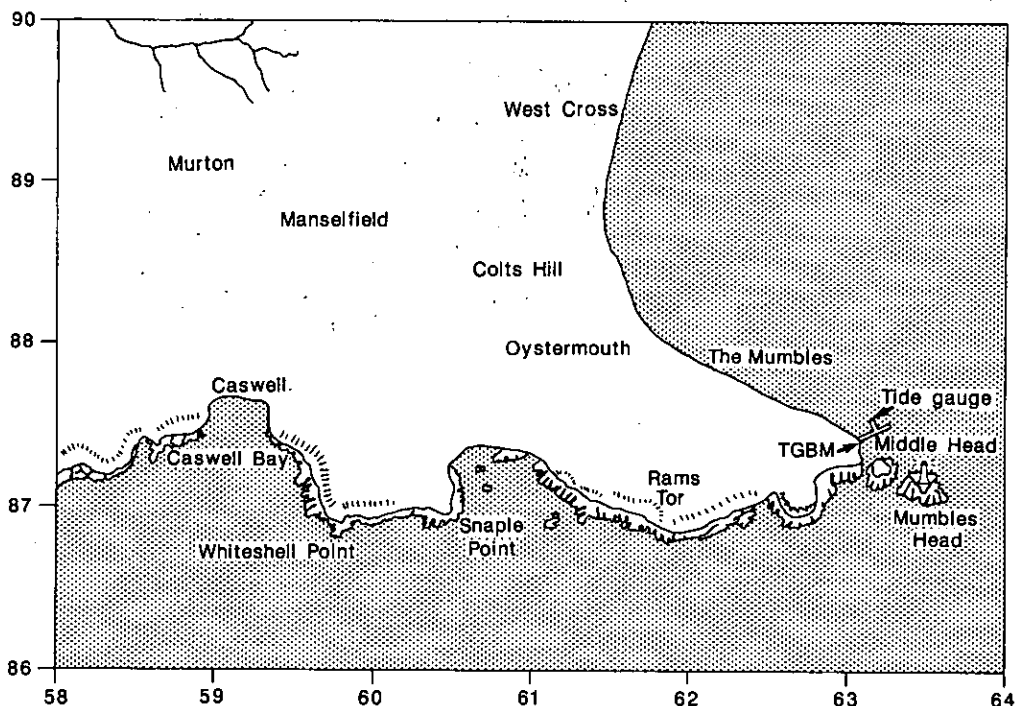 90
West Cross
Murton
89
Manselfield
Colts Hill
88
Oystermouth
The Mumbles
Caswell.
Tide gauge
TGBM
Middle Head
Caswell Bay
Rams
Tor
87
Whiteshell Point
Snaple
Point
Mumbles
Head
86
58
59
60
61
62
63
64